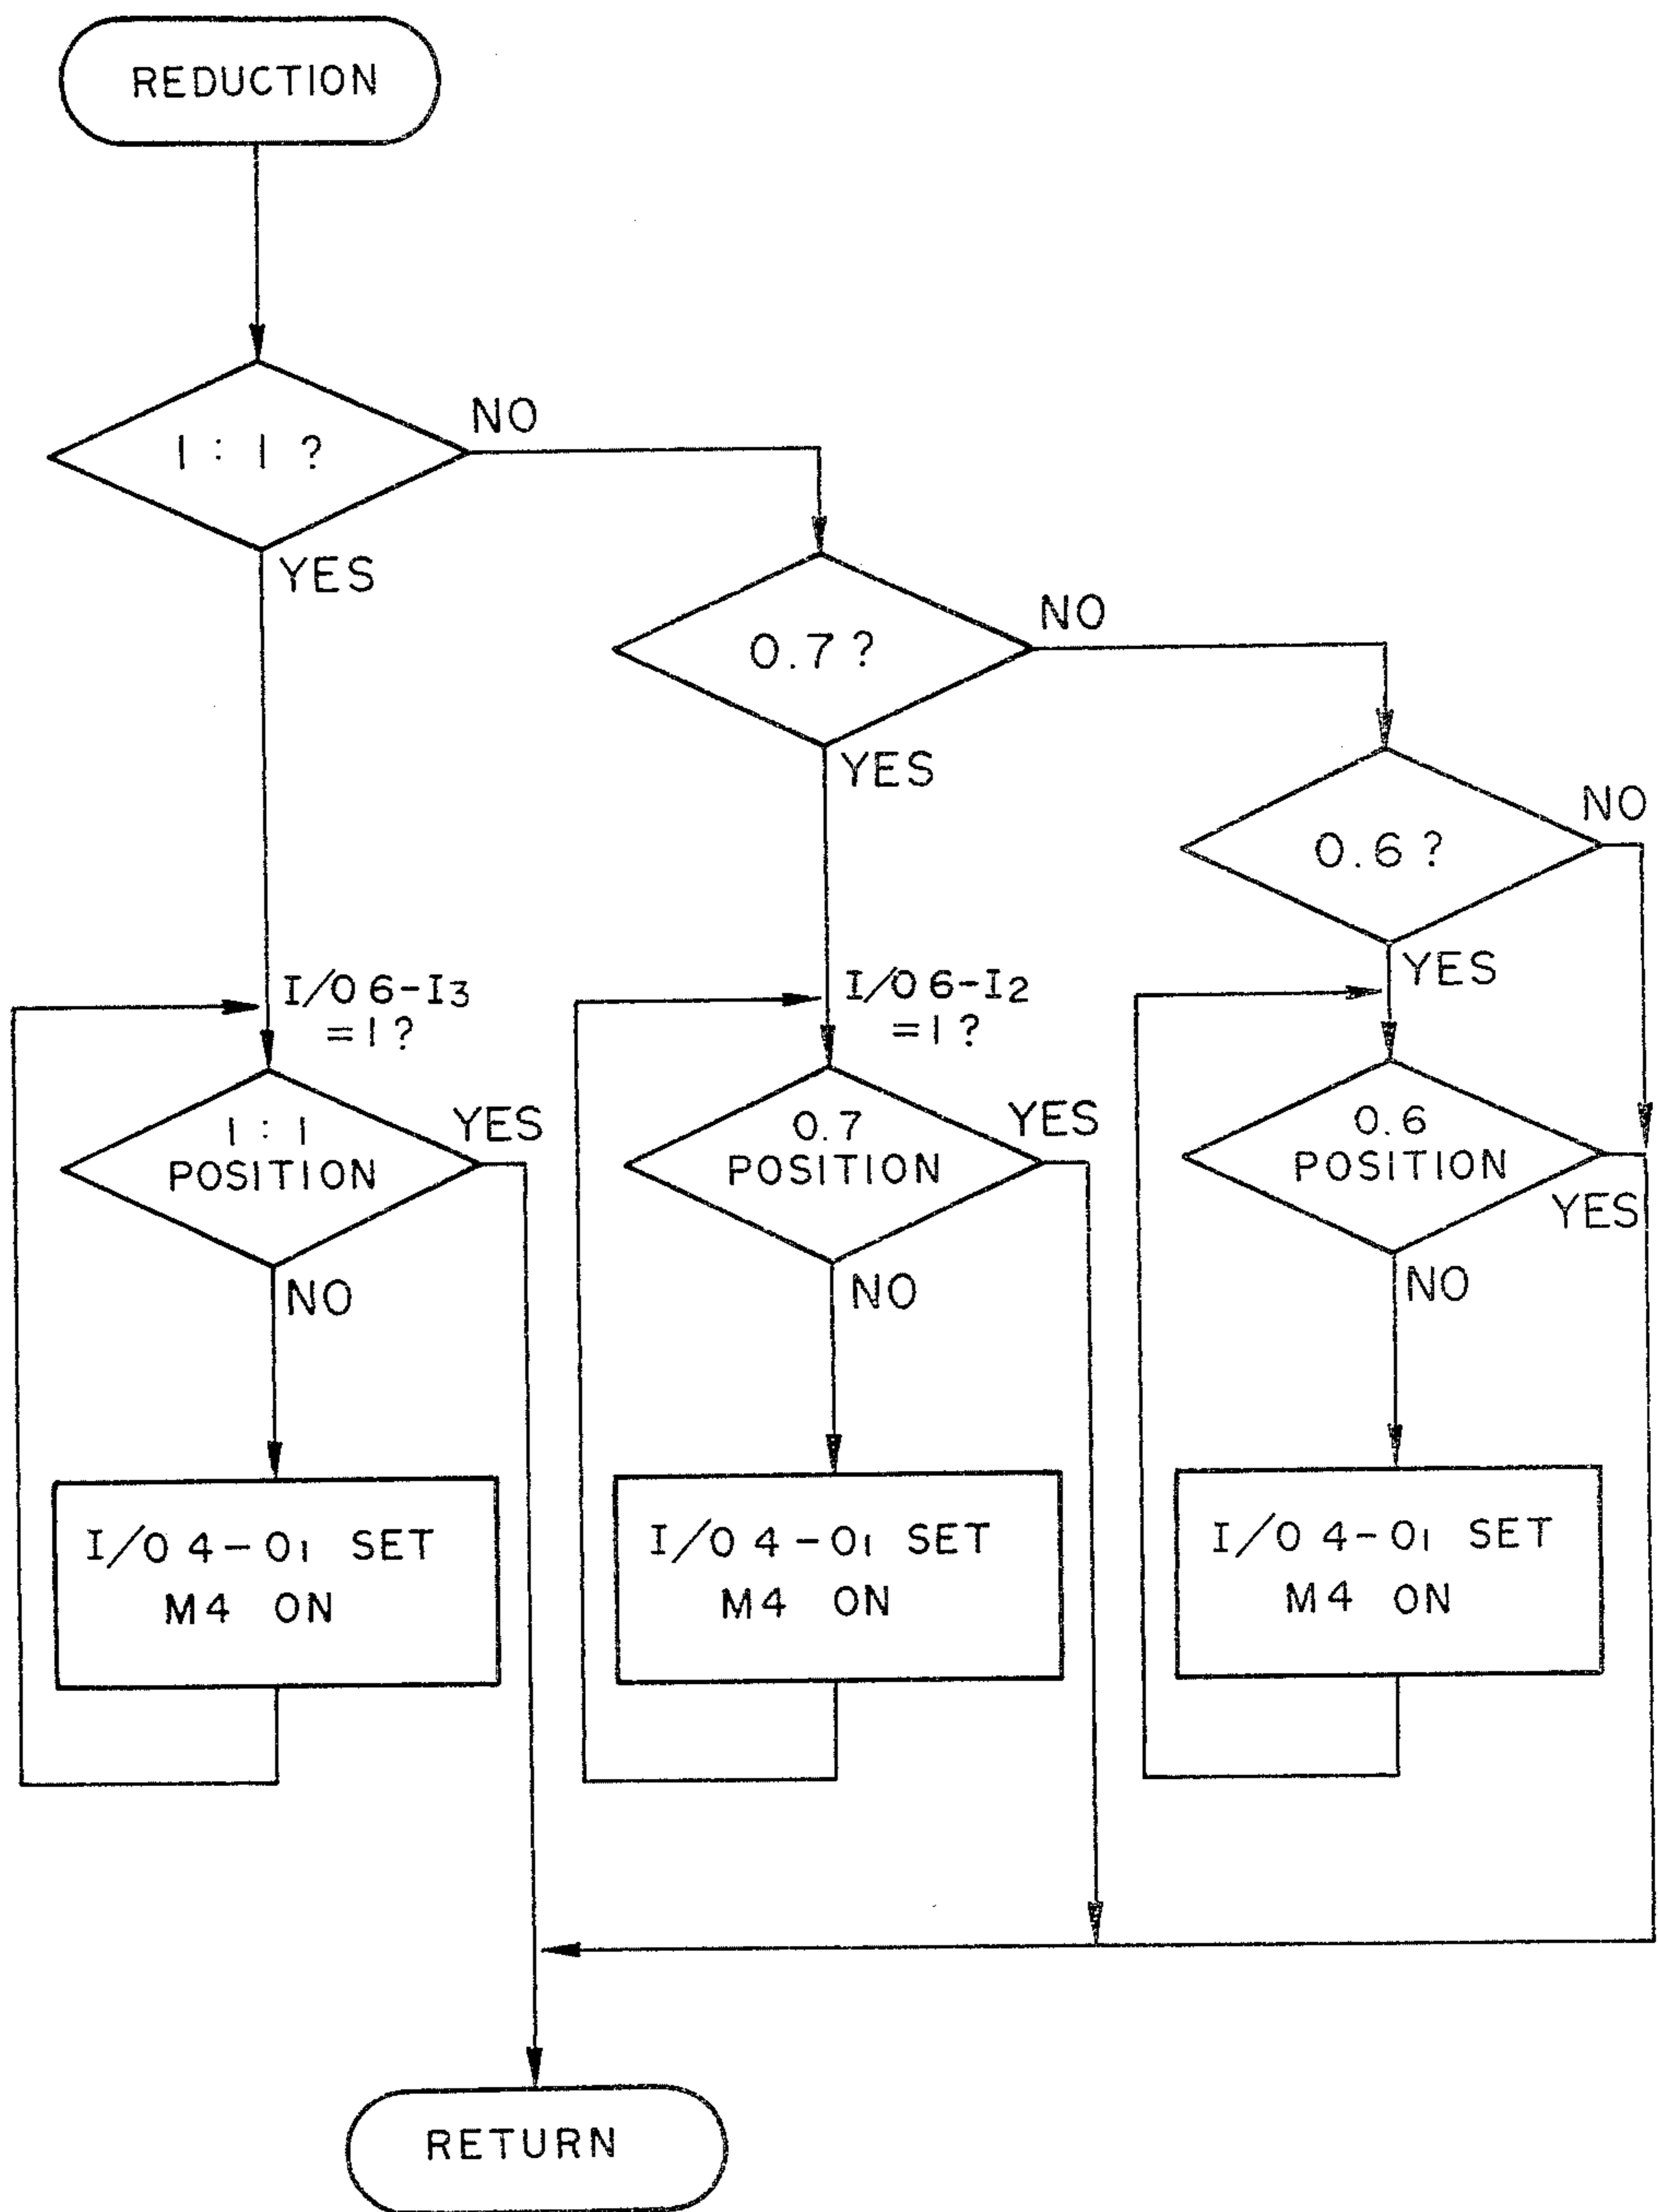 REDUCTION
1 : 1 ?
NO
YES
0.7 ?
NO
YES
0.6 ?
NO
YES
I/O 6-I3
=1 ?
1 : 1
POSITION
YES
NO
I/O 6-I2
=1 ?
0.7
POSITION
YES
NO
0.6
POSITION
YES
NO
I/O 4-O1 SET
M4 ON
I/O 4-O1 SET
M4 ON
I/O 4-O1 SET
M4 ON
RETURN